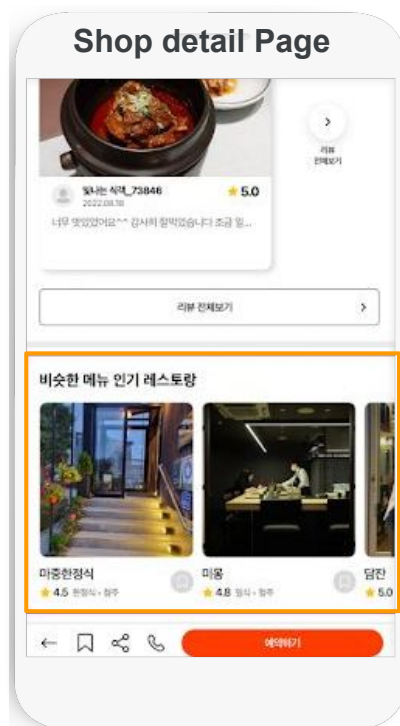 Shop detail Page
리뷰
전체보기
빛나는 식객_73846
5.0
2022.08.18
너무 맛있었어요^^ 감사히 잘먹었습니다 조금 일...
리뷰 전체보기
비슷한 메뉴 인기 레스토랑
마중한정식
미몽
담잔
4.5 한정식 • 청주
4.8 일식 • 청주
5.0
예약하기